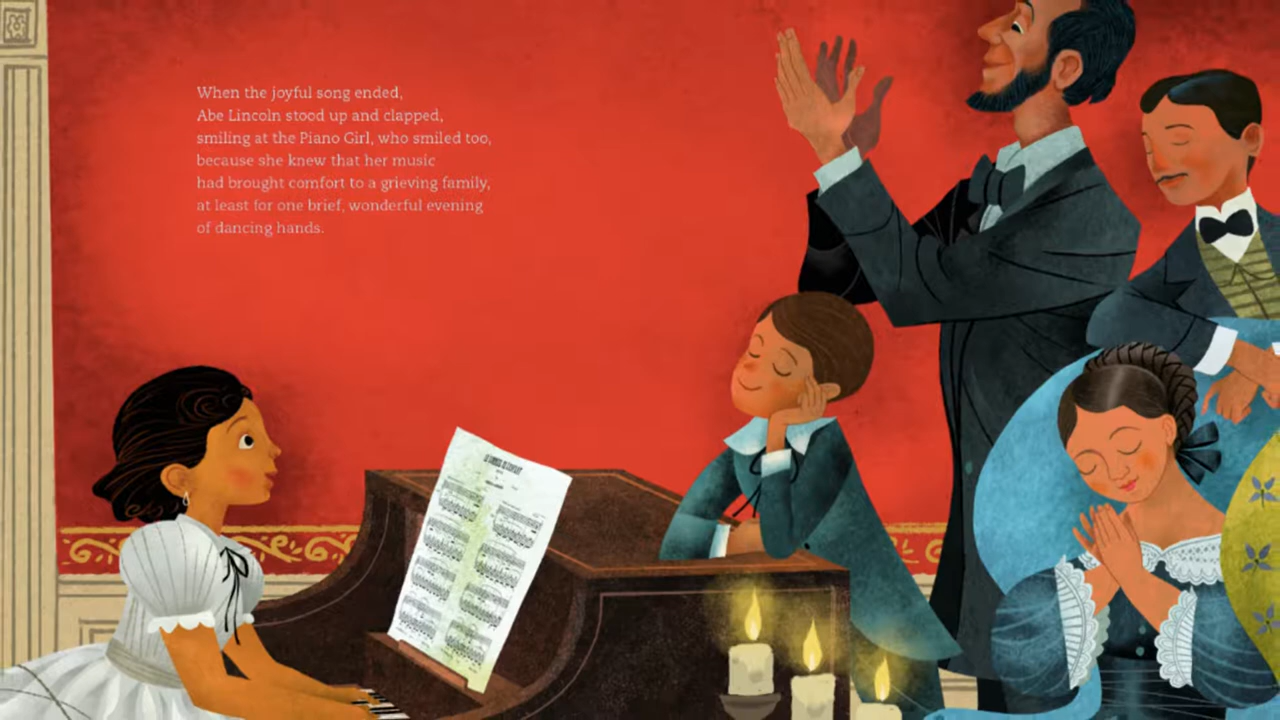 When the joyful song ended,
Abe Lincoln stood up and clapped,
smiling at the Piano Girl, who smiled too,
because she knew that her music
had brought comfort to a grieving family,
at least for one brief, wonderful evening
of dancing hands.